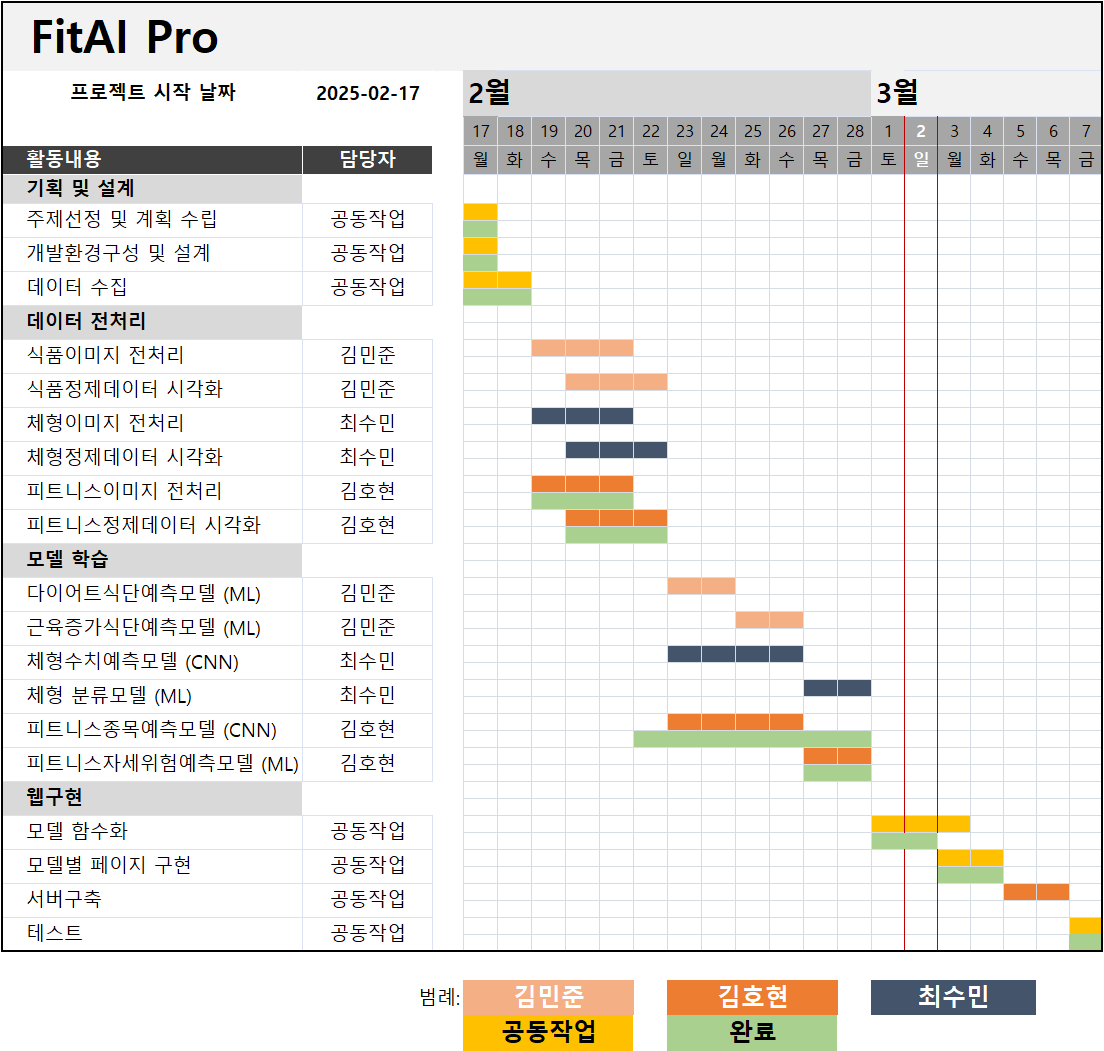 FitAI Pro
프로젝트 시작 날짜 2025-02-17 2월 3월
17 18 19 20 21 22 23 24 25 26 27 28 1 2 3 4 5 6 7
활동내용 담당자 월 화 수 목 금 토 일 월 화 수 목 금 토 일 월 화 수 목 금
기획 및 설계
주제선정 및 계획 수립 공동작업
개발환경구성 및 설계 공동작업
데이터 수집 공동작업
데이터 전처리
식품이미지 전처리 김민준
식품정제데이터 시각화 김민준
체형이미지 전처리 최수민
체형정제데이터 시각화 최수민
피트니스이미지 전처리 김호현
피트니스정제데이터 시각화 김호현
모델 학습
다이어트식단예측모델 (ML) 김민준
근육증가식단예측모델 (ML) 김민준
체형수치예측모델 (CNN) 최수민
체형 분류모델 (ML) 최수민
피트니스종목예측모델 (CNN) 김호현
피트니스자세위험예측모델 (ML) 김호현
웹구현
모델 함수화 공동작업
모델별 페이지 구현 공동작업
서버구축 공동작업
테스트 공동작업
범례: 김민준 김호현 최수민
공동작업 완료